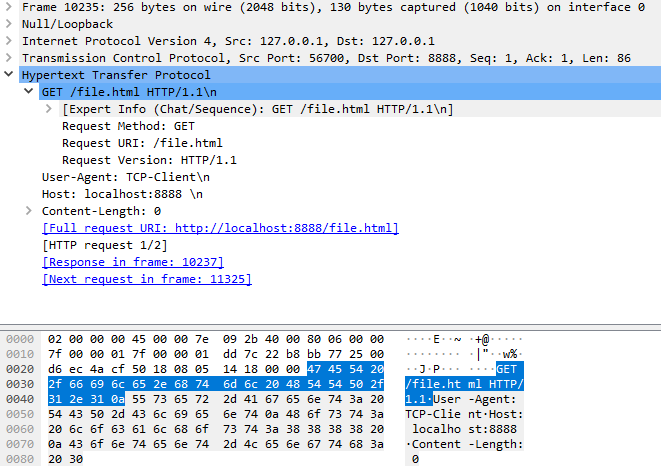 Frame 10235: 256 bytes on wire (2048 bits), 130 bytes captured (1040 bits) on interface 0
Null/Loopback
Internet Protocol Version 4, Src: 127.0.0.1, Dst: 127.0.0.1
Transmission Control Protocol, Src Port: 56700, Dst Port: 8888, Seq: 1, Ack: 1, Len: 86
Hypertext Transfer Protocol
GET /file.html HTTP/1.1\n
[Expert Info (Chat/Sequence): GET /file.html HTTP/1.1\n]
Request Method: GET
Request URI: /file.html
Request Version: HTTP/1.1
User-Agent: TCP-Client\n
Host: localhost:8888 \n
Content-Length: 0
[Full request URI: http://localhost:8888/file.html]
[HTTP request 1/2]
[Response in frame: 10237]
[Next request in frame: 11325]
0000 02 00 00 00 45 00 00 7e 09 2b 40 00 80 06 00 00 ····E··~ ·+@·····
0010 7f 00 00 01 7f 00 00 01 dd 7c 22 b8 bb 77 25 00 ········ ·|"··w%·
0020 d6 ec 4a cf 50 18 08 05 14 18 00 00 47 45 54 20 ··J·P··· ····GET
0030 2f 66 69 6c 65 2e 68 74 6d 6c 20 48 54 54 50 2f /file.ht ml HTTP/
0040 31 2e 31 0a 55 73 65 72 2d 41 67 65 6e 74 3a 20 1.1·User -Agent:
0050 54 43 50 2d 43 6c 69 65 6e 74 0a 48 6f 73 74 3a TCP-Clie nt·Host:
0060 20 6c 6f 63 61 6c 68 6f 73 74 3a 38 38 38 38 20 localho st:8888
0070 0a 43 6f 6e 74 65 6e 74 2d 4c 65 6e 67 74 68 3a ·Content -Length:
0080 20 30 0